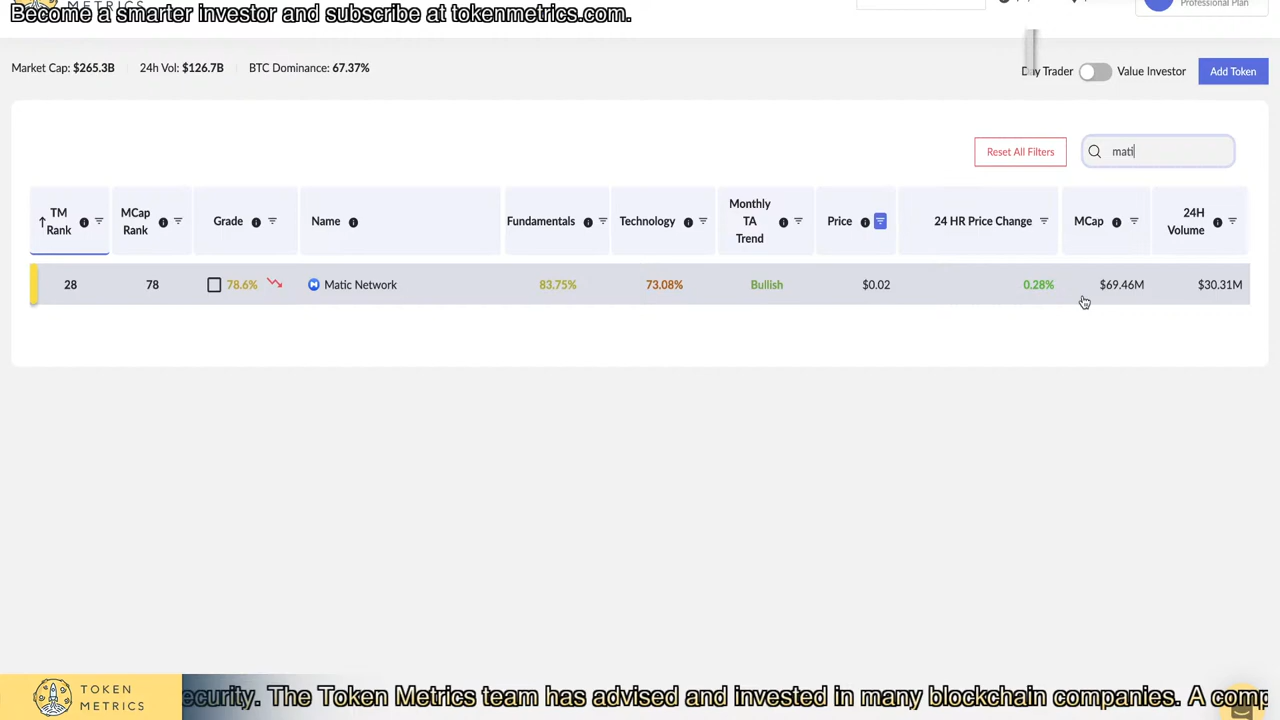 Become a smarter investor and subscribe at tokenmetrics.com.
METRICS
Professional Plan
Market Cap: $265.3B 24h Vol: $126.7B BTC Dominance: 67.37%
Day Trader Value Investor Add Token
Reset All Filters mati
TM Rank MCap Rank Grade Name Fundamentals Technology Monthly TA Trend Price 24 HR Price Change MCap 24H Volume
28 78 78.6% Matic Network 83.75% 73.08% Bullish $0.02 0.28% $69.46M $30.31M
TOKEN METRICS
ecurity. The Token Metrics team has advised and invested in many blockchain companies. A comp